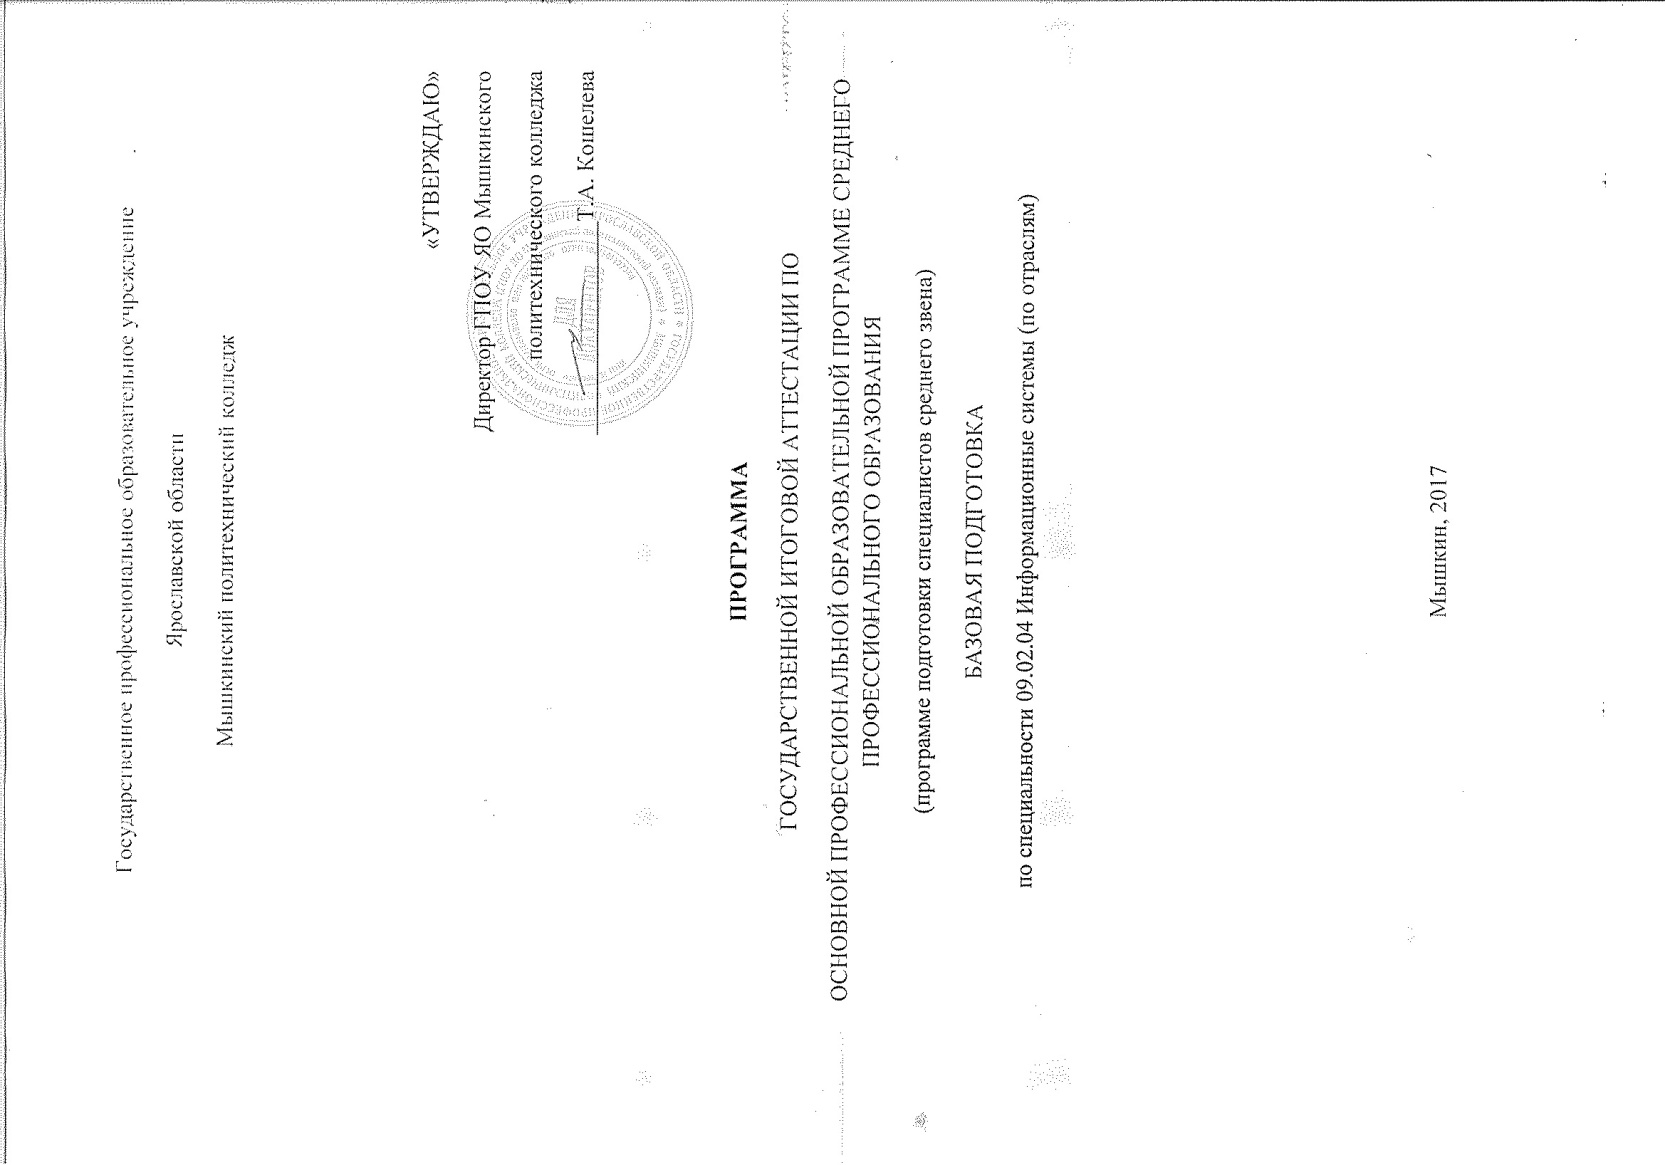 Государственное профессиональное образовательное учреждение
Ярославской области
Мышкинский политехнический колледж
«УТВЕРЖДАЮ»
Директор ГПОУ ЯО Мышкинского
политехнического колледжа
Т.А. Кошелева
ПРОГРАММА
ГОСУДАРСТВЕННОЙ ИТОГОВОЙ АТТЕСТАЦИИ ПО
ОСНОВНОЙ ПРОФЕССИОНАЛЬНОЙ ОБРАЗОВАТЕЛЬНОЙ ПРОГРАММЕ СРЕДНЕГО
ПРОФЕССИОНАЛЬНОГО ОБРАЗОВАНИЯ
(программе подготовки специалистов среднего звена)
БАЗОВАЯ ПОДГОТОВКА
по специальности 09.02.04 Информационные системы (по отраслям)
Мышкин, 2017